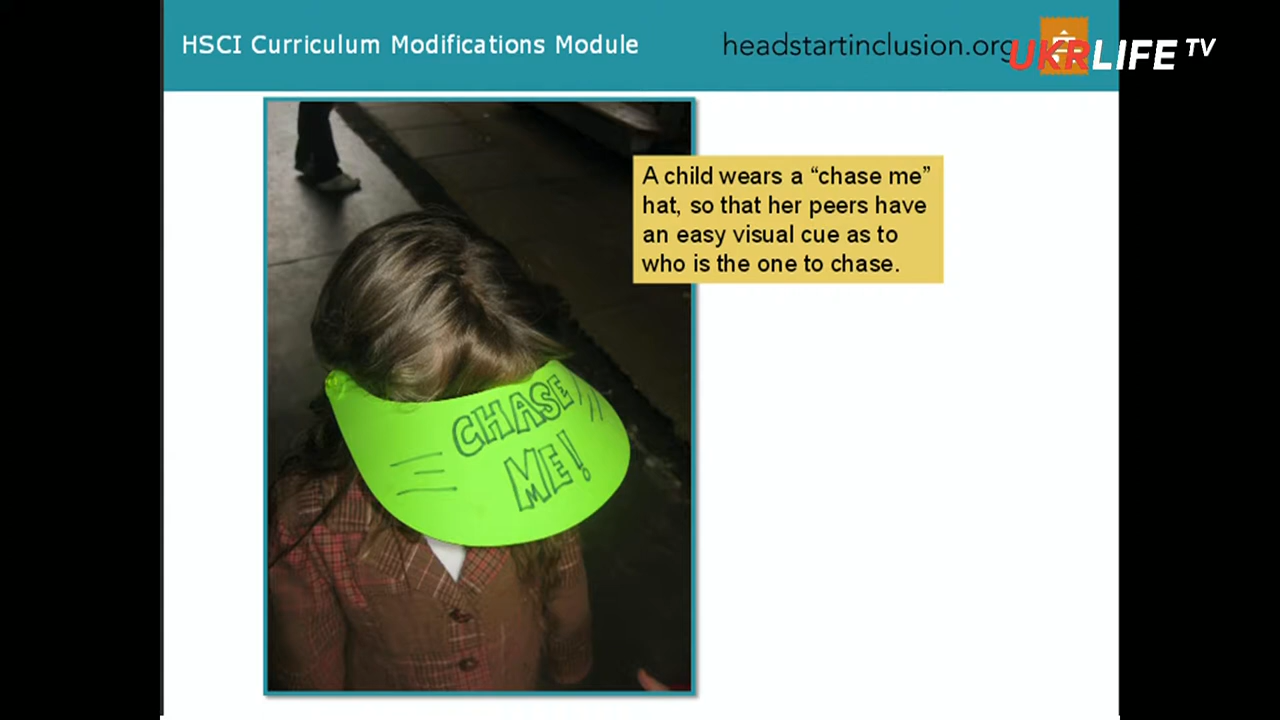 HSCI Curriculum Modifications Module
headstartinclusion.org
UKRLIFE TV
A child wears a “chase me”
hat, so that her peers have
an easy visual cue as to
who is the one to chase.
CHASE
ME!